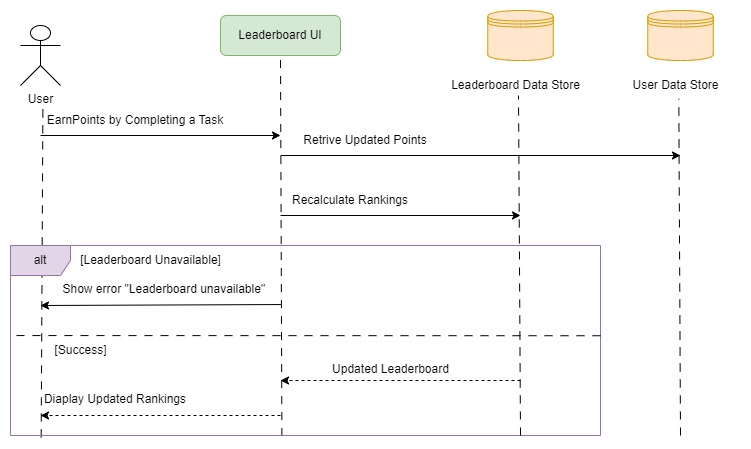 Leaderboard UI
User
Leaderboard Data Store
User Data Store
EarnPoints by Completing a Task
Retrive Updated Points
Recalculate Rankings
alt
[Leaderboard Unavailable]
Show error "Leaderboard unavailable"
[Success]
Updated Leaderboard
Diaplay Updated Rankings